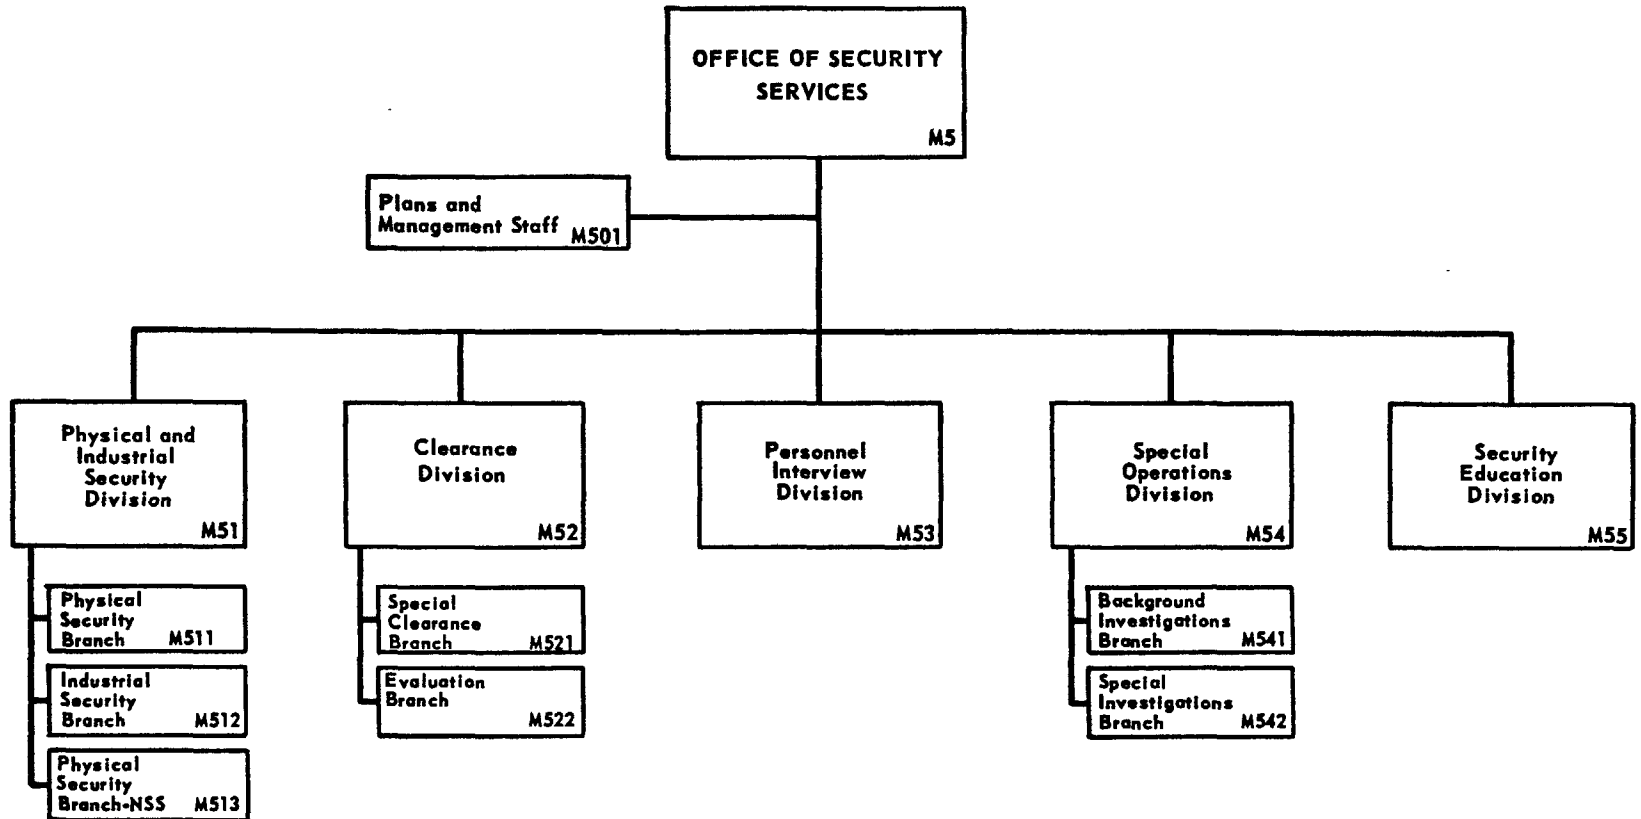 OFFICE OF SECURITY
SERVICES
M5
Plans and
Management Staff M501
Physical and
Industrial
Security
Division
M51
Clearance
Division
M52
Personnel
Interview
Division
M53
Special
Operations
Division
M54
Security
Education
Division
M55
Physical
Security
Branch M511
Industrial
Security
Branch M512
Physical
Security
Branch-NSS M513
Special
Clearance
Branch M521
Evaluation
Branch
M522
Background
Investigations
Branch M541
Special
Investigations
Branch M542